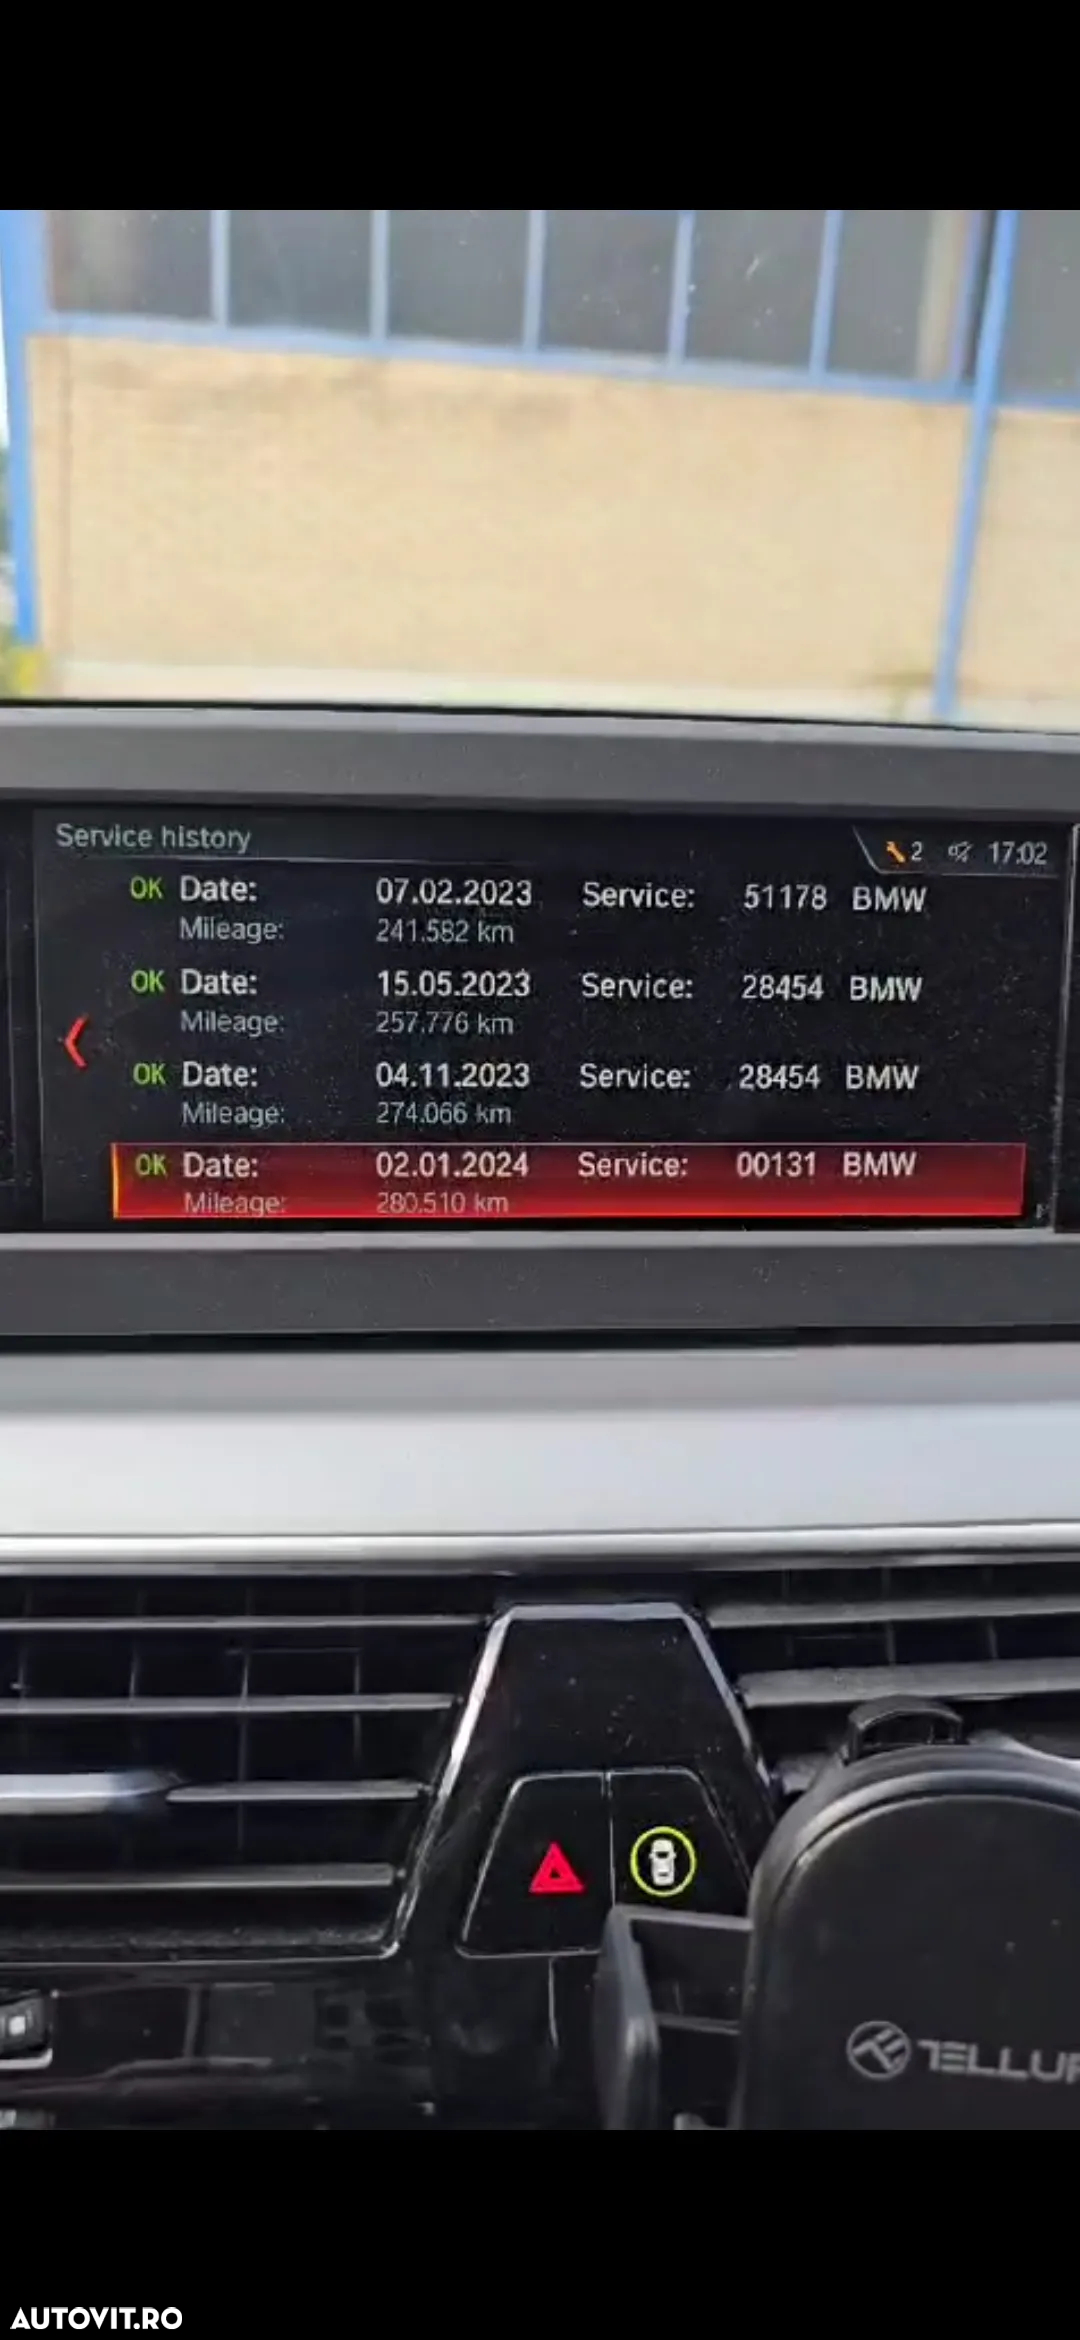 Service history
2 17:02
OK Date: 07.02.2023 Service: 51178 BMW
Mileage: 241.582 km
OK Date: 15.05.2023 Service: 28454 BMW
Mileage: 257.776 km
OK Date: 04.11.2023 Service: 28454 BMW
Mileage: 274.066 km
OK Date: 02.01.2024 Service: 00131 BMW
Mileage: 280.510 km
TELLUR
AUTOVIT.RO